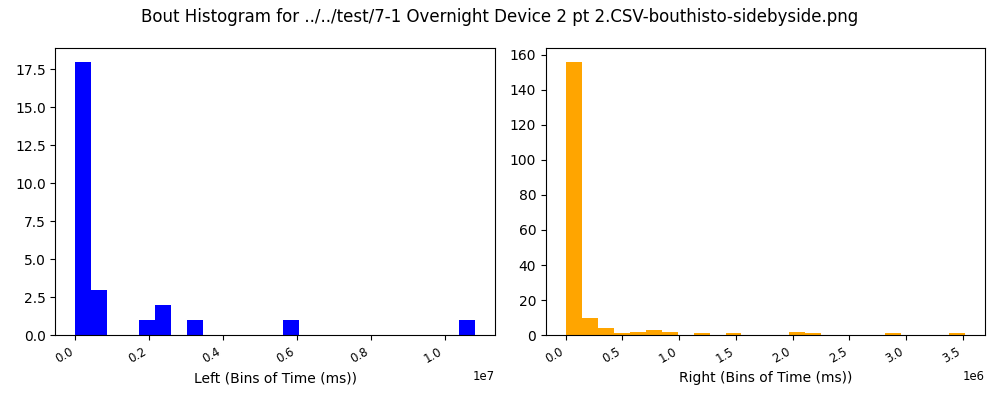 Bout Histogram for ../../test/7-1 Overnight Device 2 pt 2.CSV-bouthisto-sidebyside.png
17.5
15.0
12.5
10.0
7.5
5.0
2.5
0.0
0.0 0.2 0.4 0.6 0.8 1.0
1e7
Left (Bins of Time (ms))
160
140
120
100
80
60
40
20
0
0.0 0.5 1.0 1.5 2.0 2.5 3.0 3.5
1e6
Right (Bins of Time (ms))